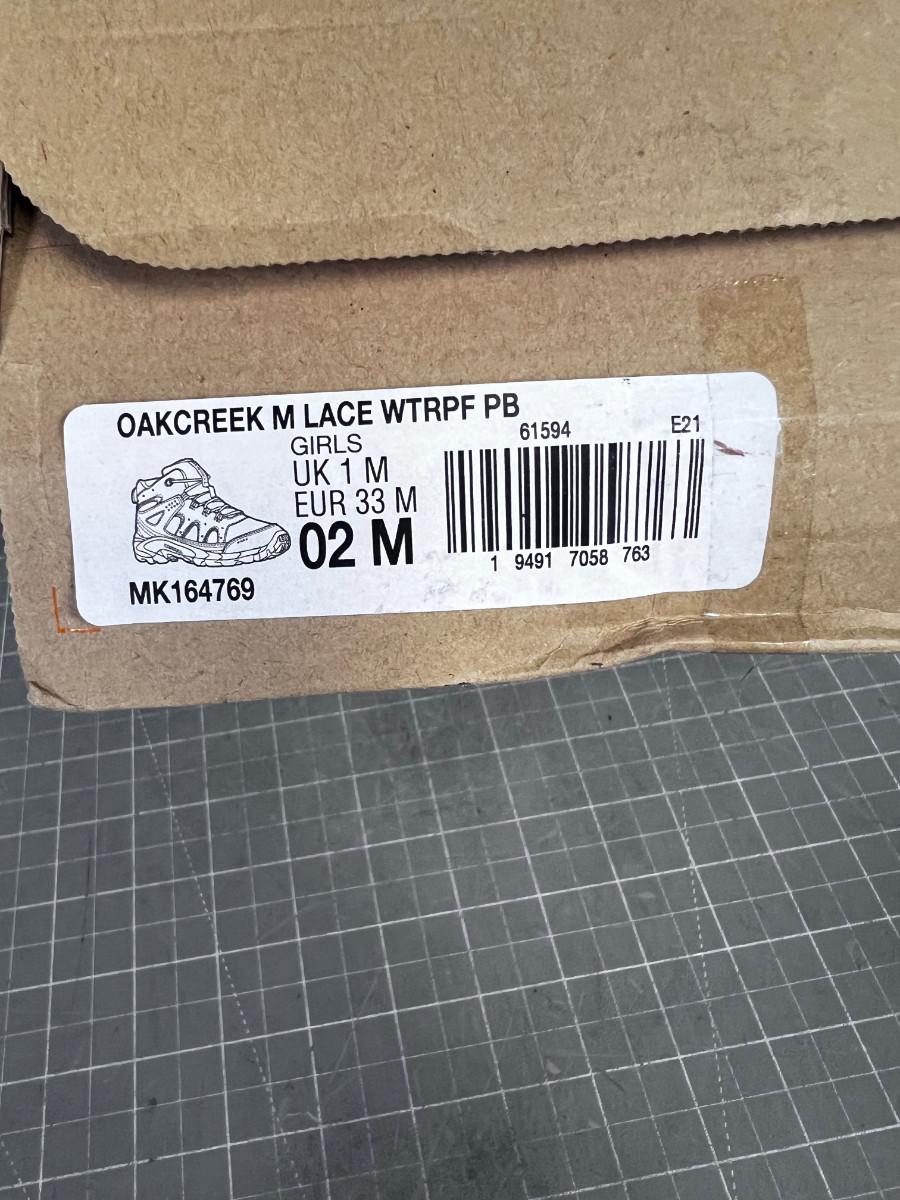 OAKCREEK M LACE WTRPF PB
GIRLS
UK 1 M
EUR 33 M
02 M
MK164769
61594 E21
1 9491 7058 763